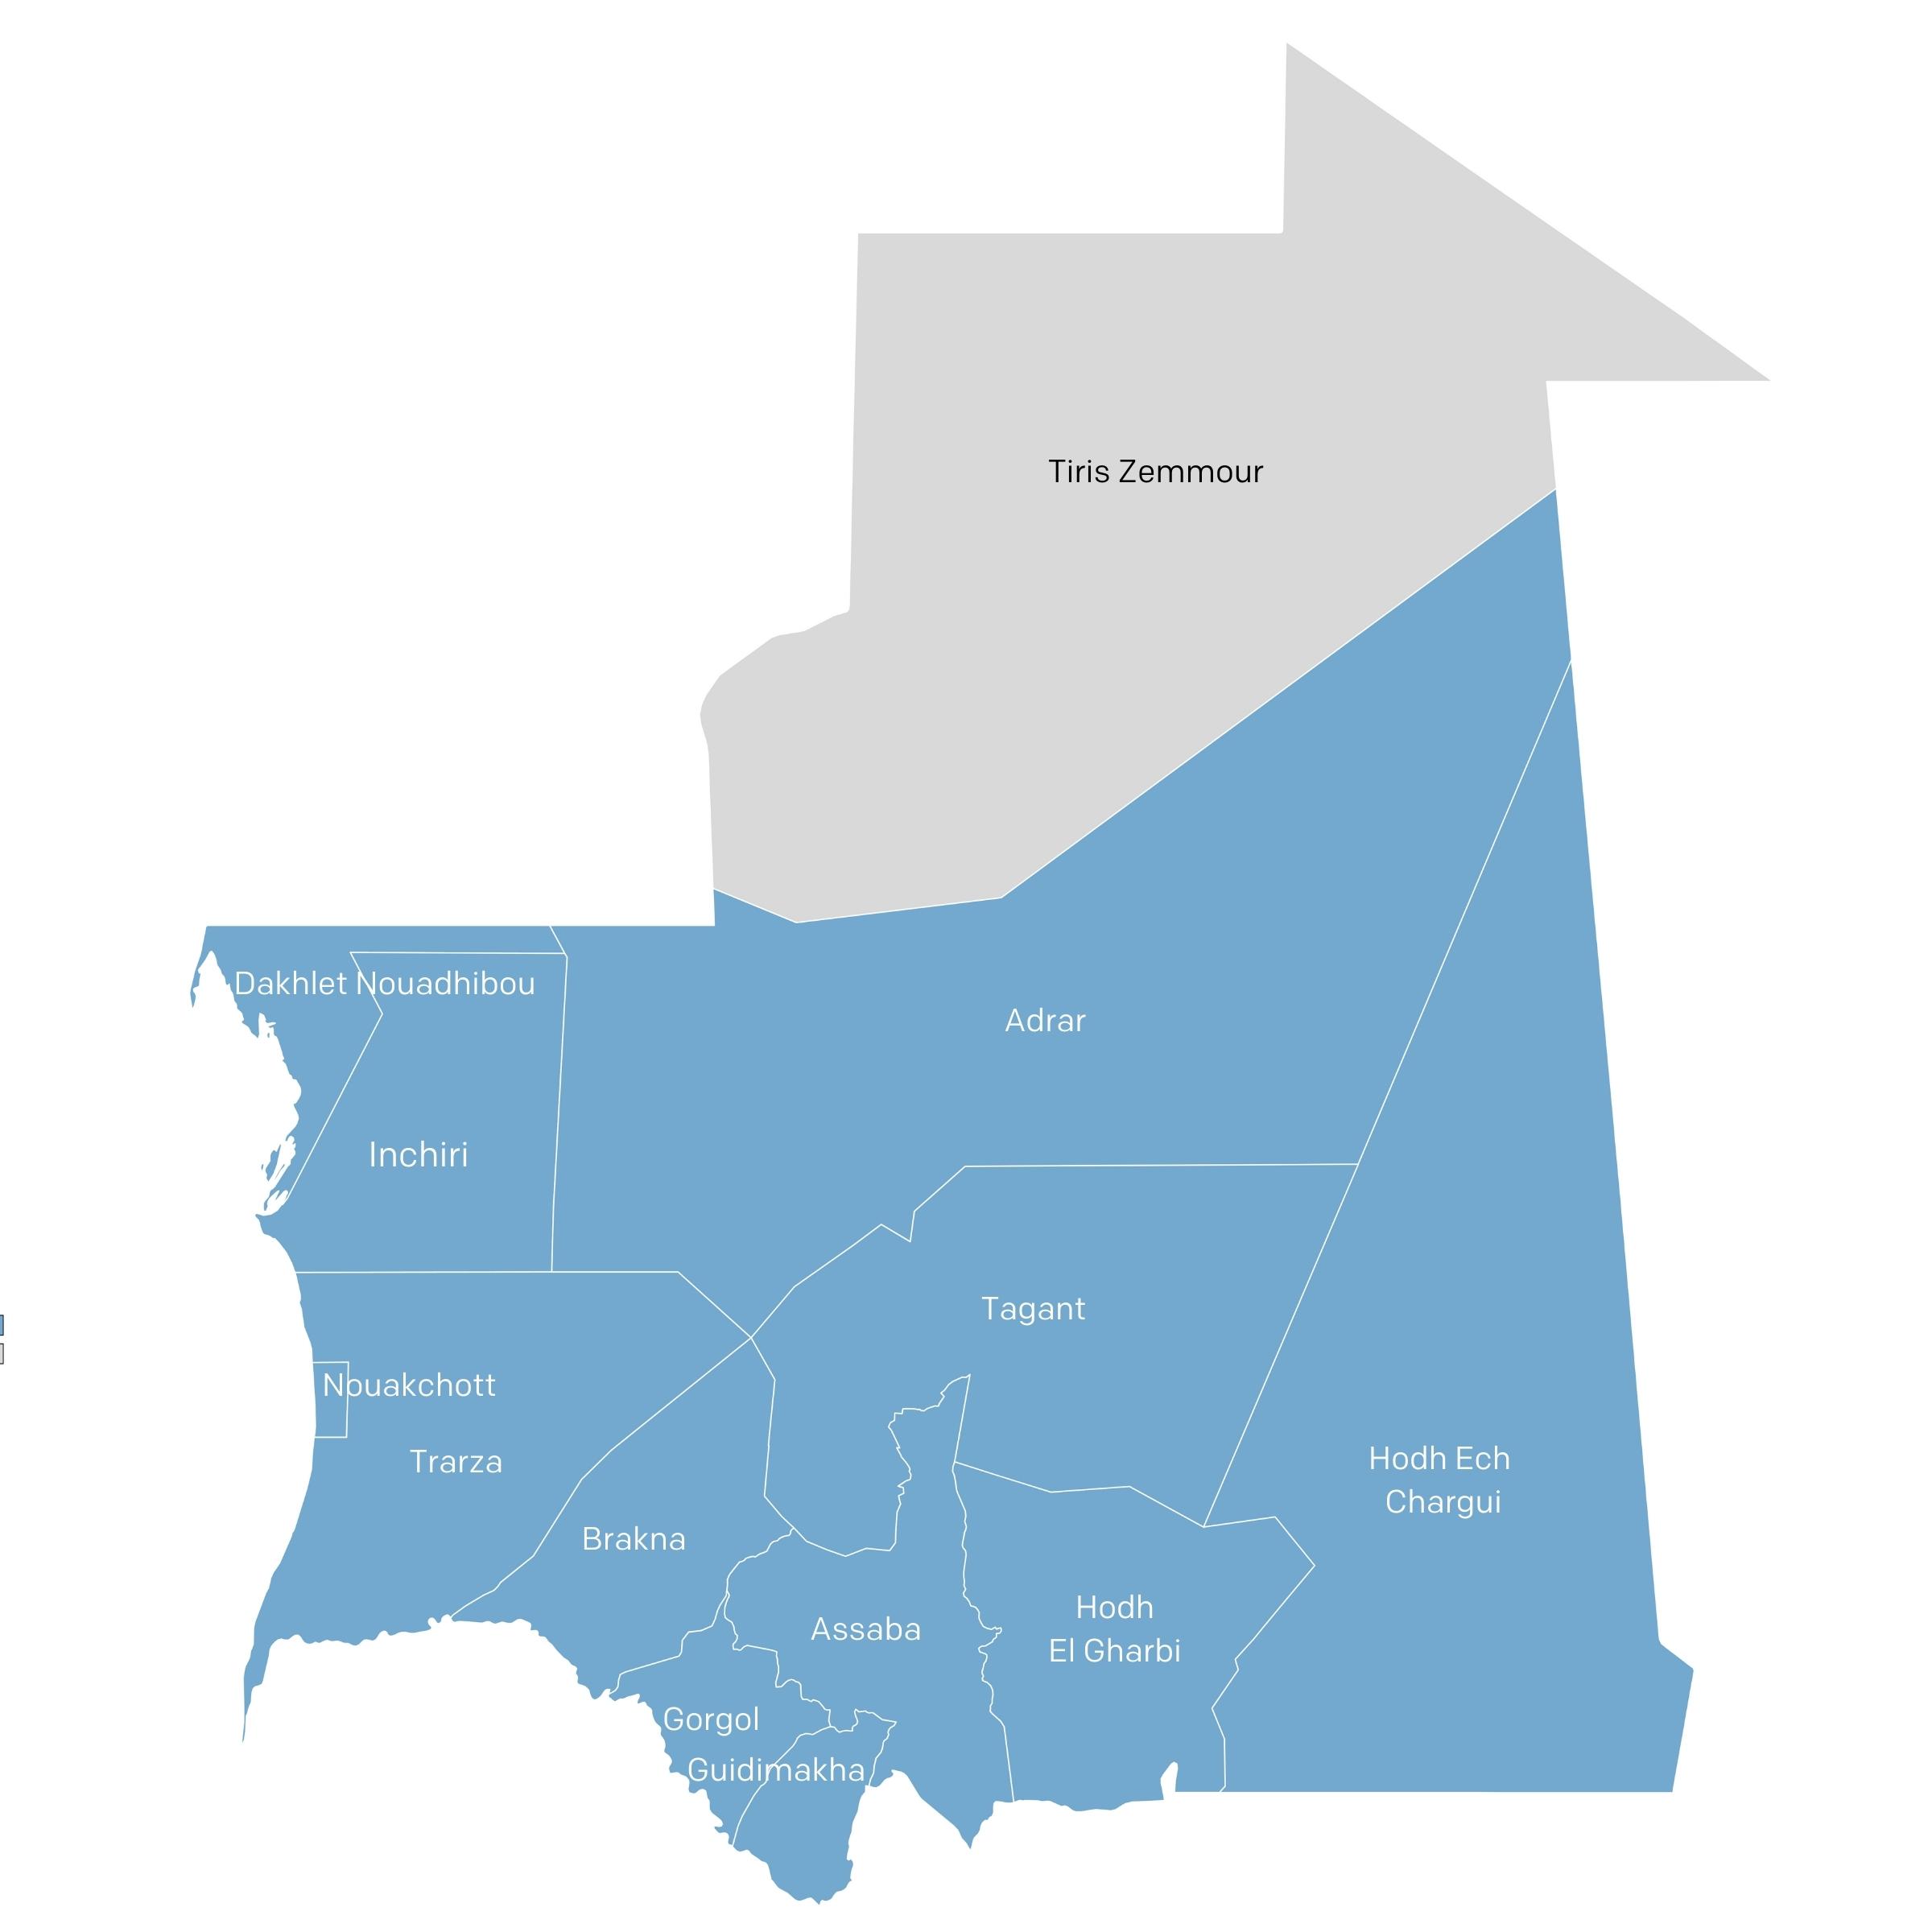 Tiris Zemmour
Dakhlet Nouadhibou
Adrar
Inchiri
Tagant
Nouakchott
Trarza
Hodh Ech
Chargui
Brakna
Hodh
El Gharbi
Assaba
Gorgol
Guidimakha